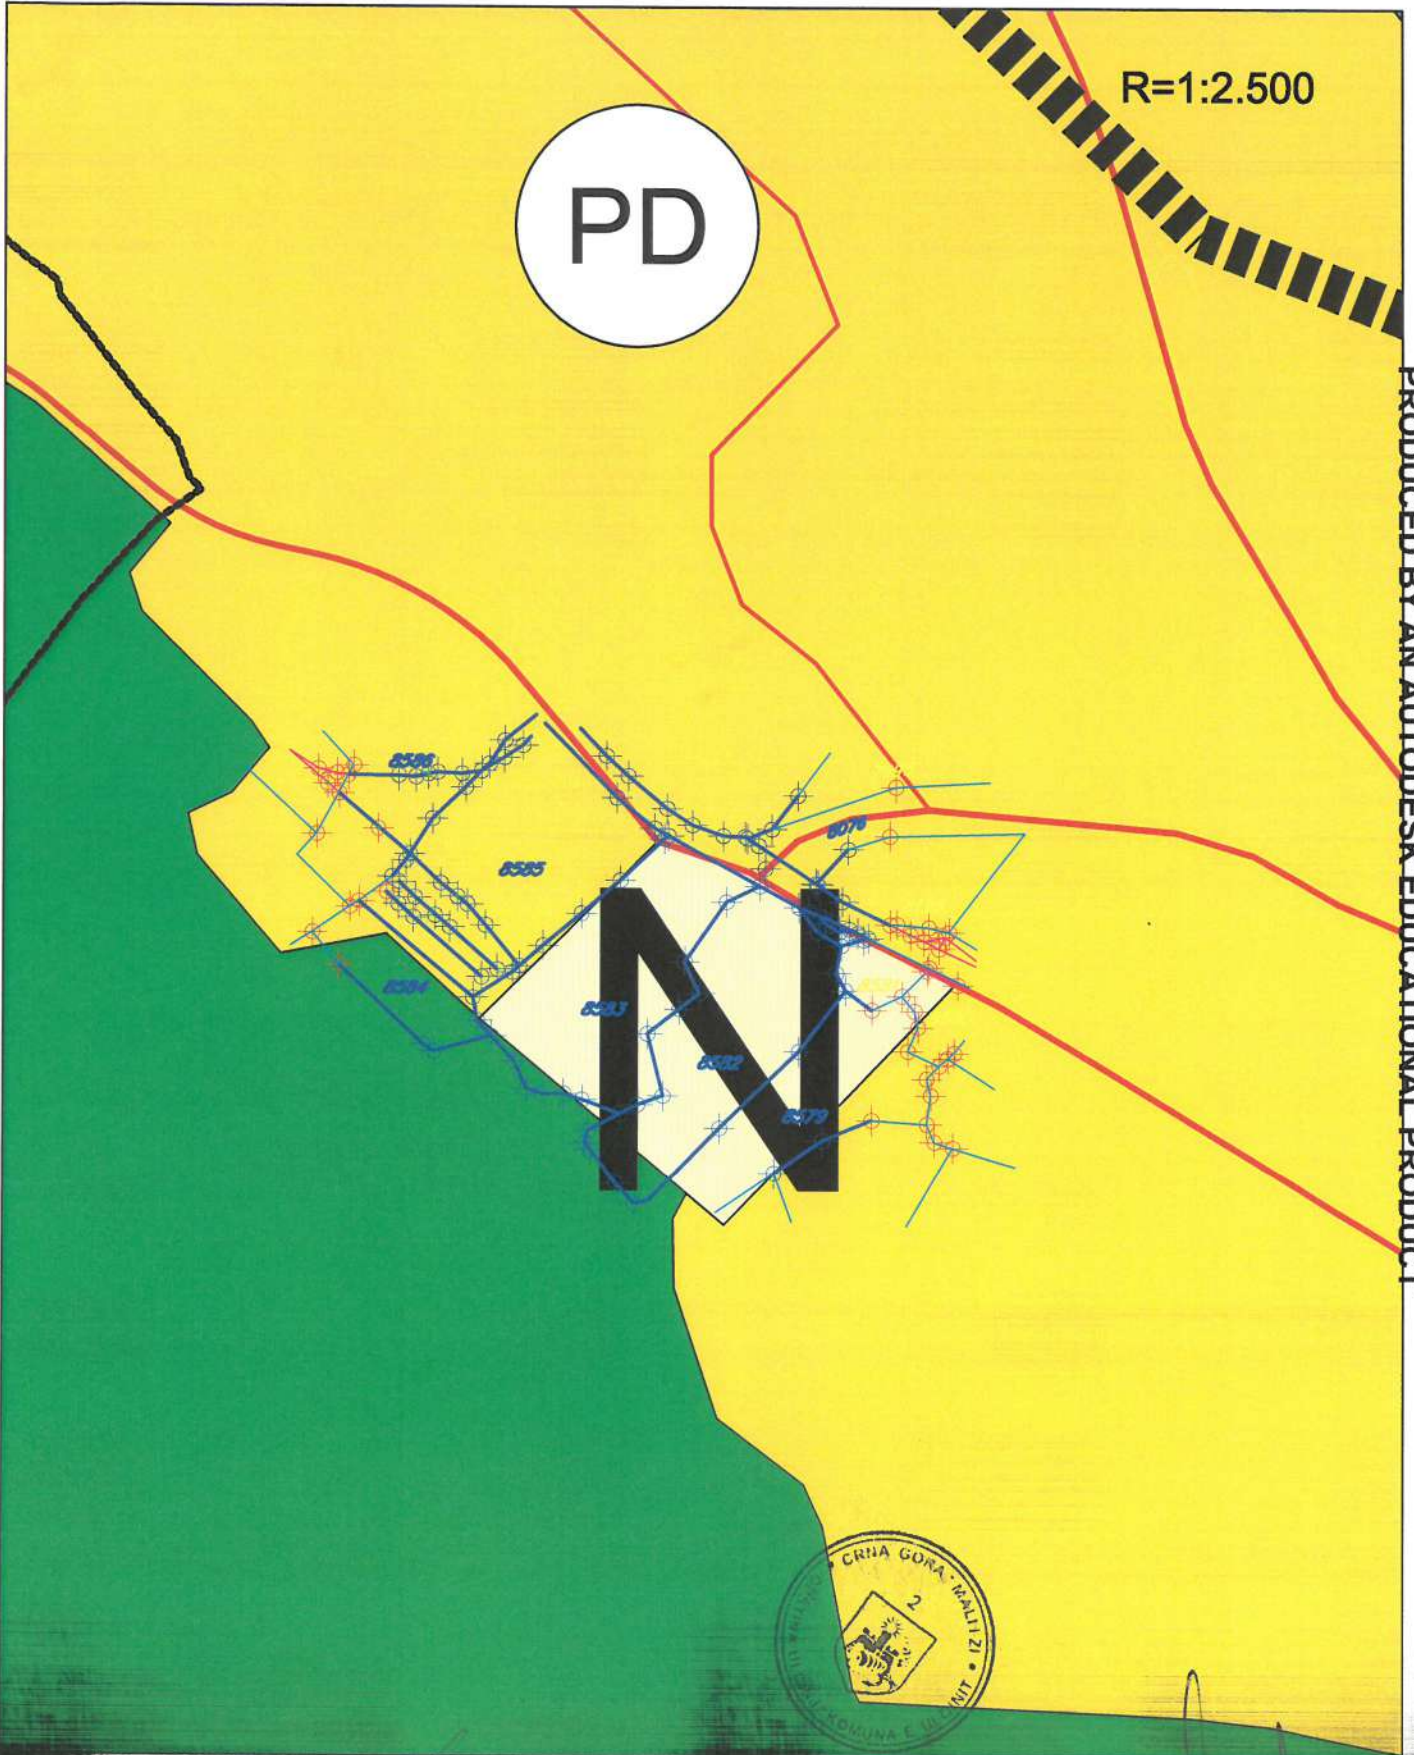 R=1:2.500
PD
PRODUCED BY AN AUTODESK EDUCATIONAL PRODUCT
8586
8076
8585
8584
8583
8582
8579
N
CRNA GORA • MALI I ZI •
KOMUNA E ULQINIT
2